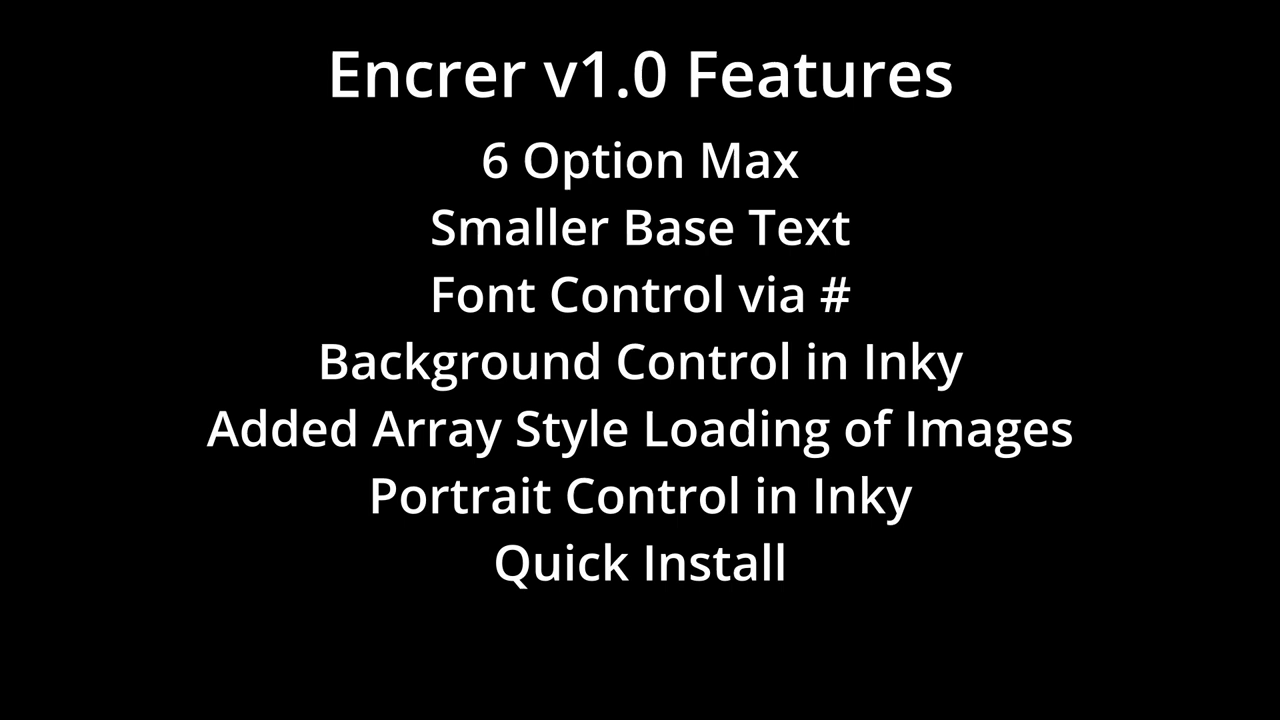 Encrer v1.0 Features
6 Option Max
Smaller Base Text
Font Control via #
Background Control in Inky
Added Array Style Loading of Images
Portrait Control in Inky
Quick Install